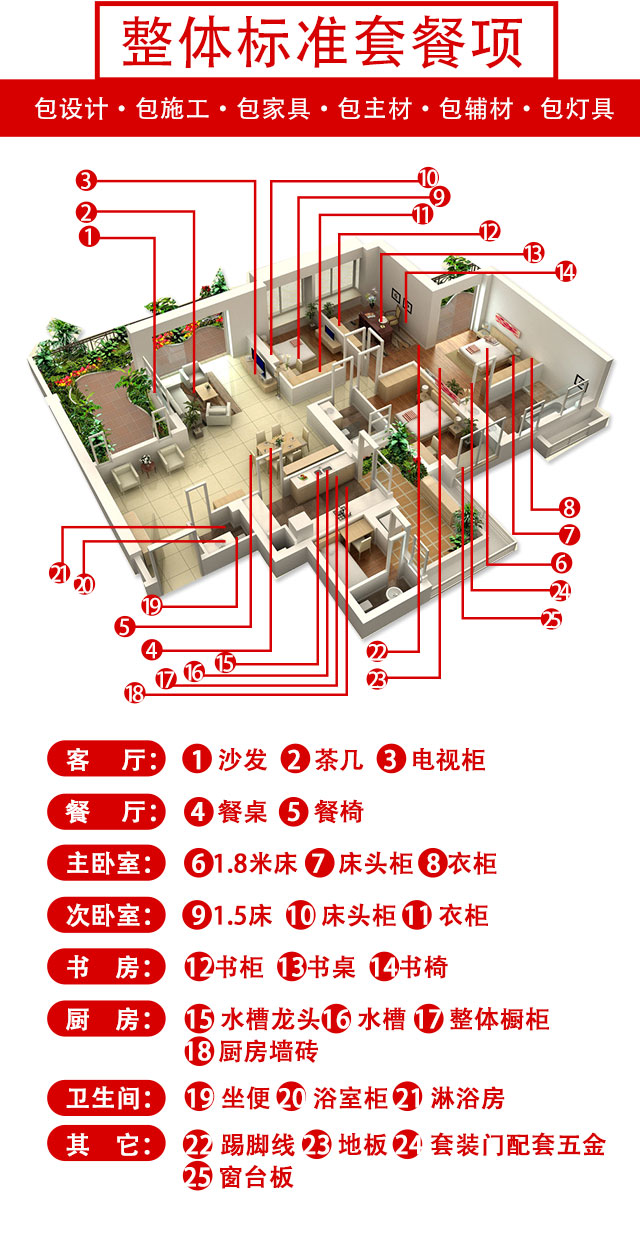 整体标准套餐项
包设计·包施工·包家具·包主材·包辅材·包灯具
3
2
1
10
9
11
12
13
14
8
7
6
24
25
21
20
19
5
4
15
16
17
18
22
23
客 厅： 1 沙发 2 茶几 3 电视柜
餐 厅： 4 餐桌 5 餐椅
主卧室： 6 1.8米床 7 床头柜 8 衣柜
次卧室： 9 1.5床 10 床头柜 11 衣柜
书 房： 12 书柜 13 书桌 14 书椅
厨 房： 15 水槽龙头 16 水槽 17 整体橱柜
18 厨房墙砖
卫生间： 19 坐便 20 浴室柜 21 淋浴房
其 它： 22 踢脚线 23 地板 24 套装门配套五金
25 窗台板